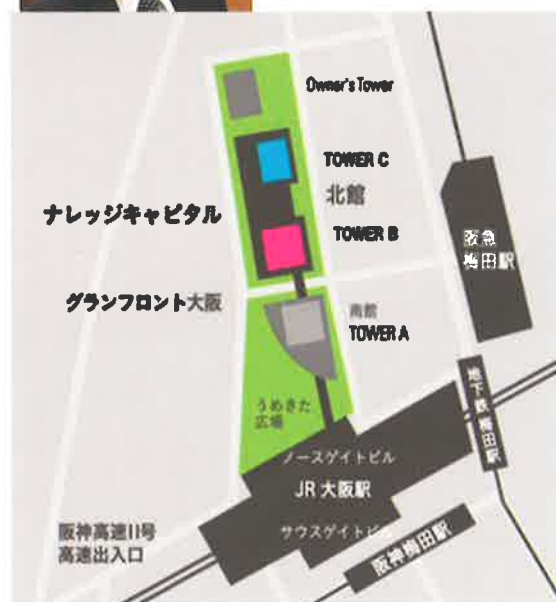 Owner's Tower
TOWER C
北館
ナレッジキャピタル
TOWER B
阪急
梅田駅
グランフロント大阪
南館
TOWER A
うめきた
広場
地下鉄梅田駅
ノースゲイトビル
JR 大阪駅
サウスゲイトビル
阪神高速11号
高速出入口
阪神梅田駅